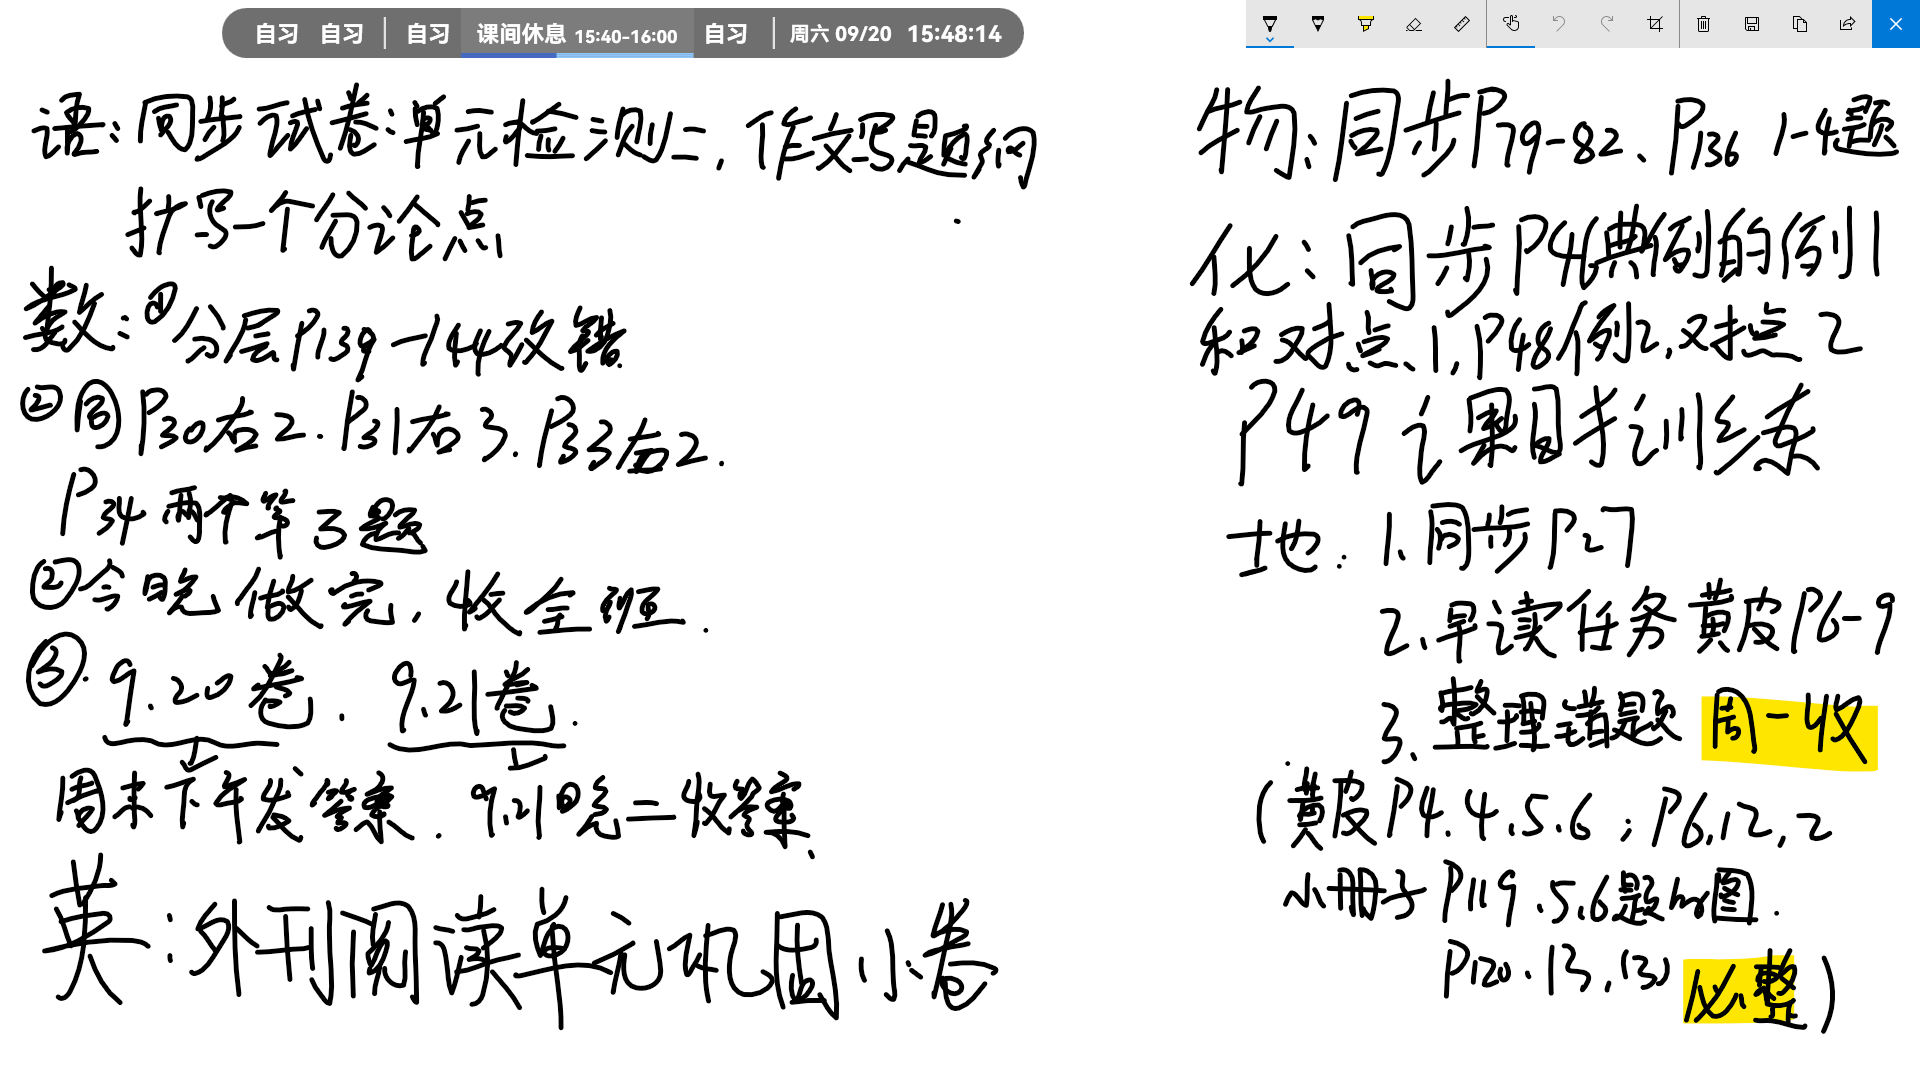 自习 自习 自习 课间休息 15:40-16:00 自习 周六 09/20 15:48:14
语：同步试卷：单元检测二，作文写题纲
抄写一个分论点
数：①分层P139-144改错
②同P30右2. P31右3. P33右2.
P34两个第3题
②今晚做完，收全班.
③. 9.20卷. 9.21卷.
周末下午发答案. 9.21日晚二收答案.
英：外刊阅读单元巩固小卷
物：同步P79-82、P136 1-4题
化：同步P46典例的例1
和对点、1, P48例2,对点2
P49 课目标训练
地：1、同步P27
2、早读任务黄皮P6-9
3、整理错题 周一收
（黄皮P4. 4.5.6；P6,12,2
小册子P119.5.6题的图.
P120.13,(3) 必整）